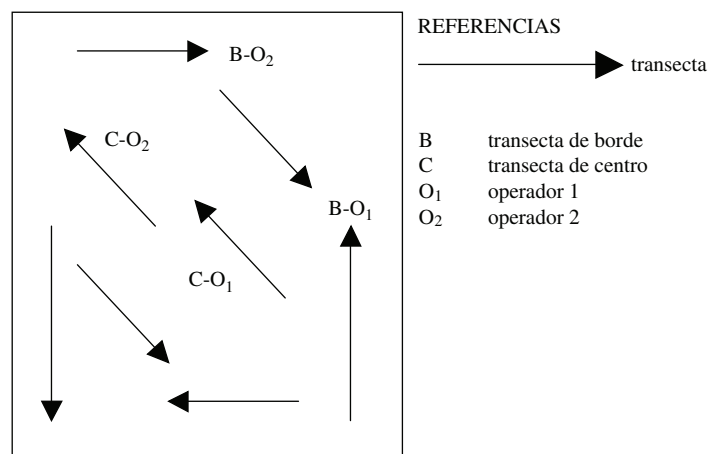 B-O₂
C-O₂
B-O₁
C-O₁
REFERENCIAS
transecta
B transecta de borde
C transecta de centro
O₁ operador 1
O₂ operador 2